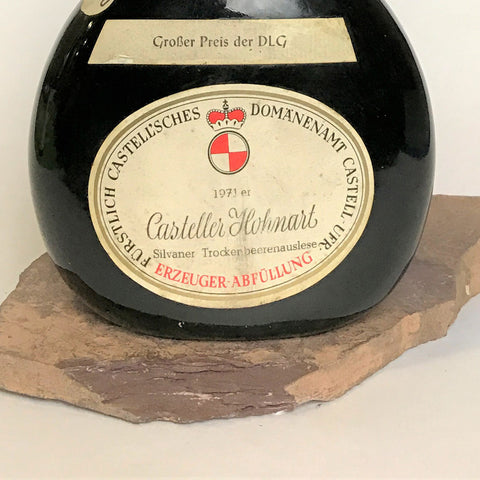 Großer Preis der DLG
FÜRSTLICH CASTELL'SCHES DOMÄNENAMT CASTELL-UFR.
1971 er
Casteller Hohnart
Silvaner Trockenbeerenauslese
ERZEUGER-ABFÜLLUNG